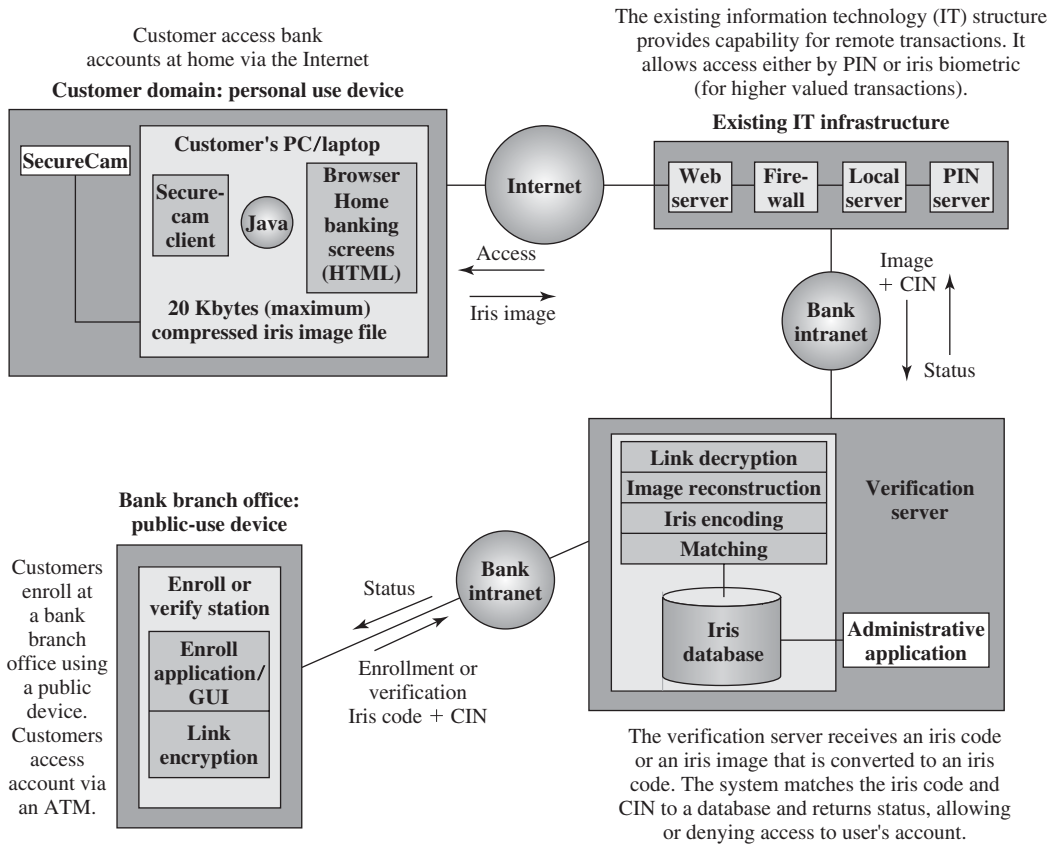 Customer access bank
accounts at home via the Internet
Customer domain: personal use device
SecureCam
Customer's PC/laptop
Secure-
cam
client
Java
Browser
Home
banking
screens
(HTML)
20 Kbytes (maximum)
compressed iris image file
Internet
Access
Iris image
The existing information technology (IT) structure
provides capability for remote transactions. It
allows access either by PIN or iris biometric
(for higher valued transactions).
Existing IT infrastructure
Web
server
Fire-
wall
Local
server
PIN
server
Bank
intranet
Image
+ CIN
Status
Link decryption
Image reconstruction
Iris encoding
Matching
Iris
database
Verification
server
Administrative
application
The verification server receives an iris code
or an iris image that is converted to an iris
code. The system matches the iris code and
CIN to a database and returns status, allowing
or denying access to user's account.
Bank branch office:
public-use device
Customers
enroll at
a bank
branch
office using
a public
device.
Customers
access
account via
an ATM.
Enroll or
verify station
Enroll
application/
GUI
Link
encryption
Status
Enrollment or
verification
Iris code + CIN
Bank
intranet